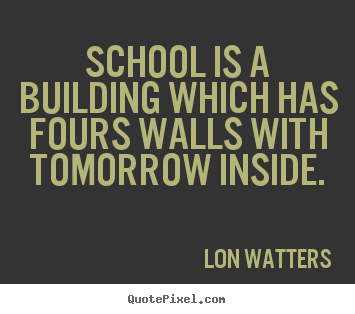 SCHOOL IS A
BUILDING WHICH HAS
FOURS WALLS WITH
TOMORROW INSIDE.
LON WATTERS
QuotePixel.com